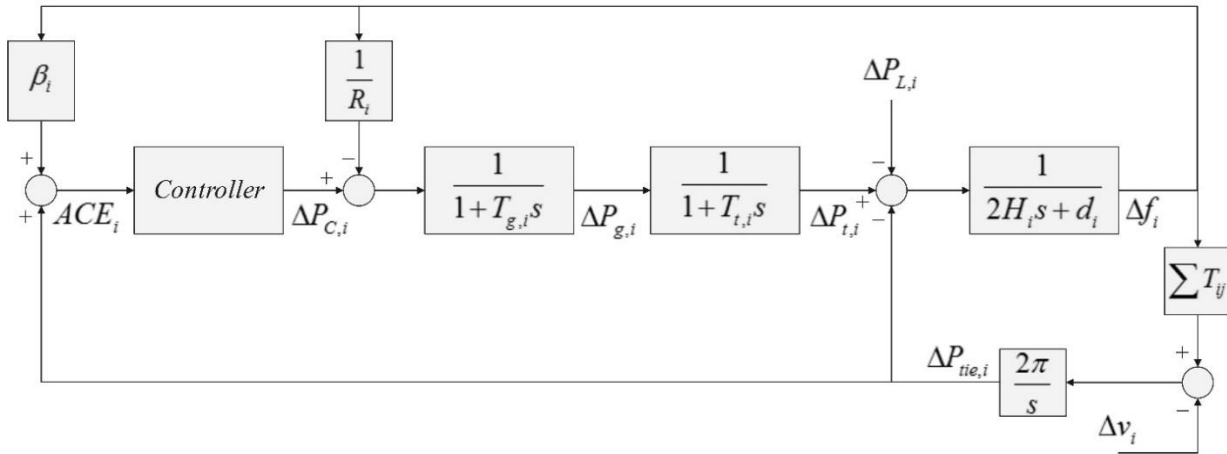 β_i
1/R_i
ΔP_{L,i}
+
−
−
+
ACE_i
Controller
+
ΔP_{C,i}
1/(1+T_{g,i}s)
ΔP_{g,i}
1/(1+T_{t,i}s)
ΔP_{t,i}
+
−
1/(2H_i s+d_i)
Δf_i
∑T_{ij}
+
ΔP_{tie,i}
2π/s
−
Δv_i